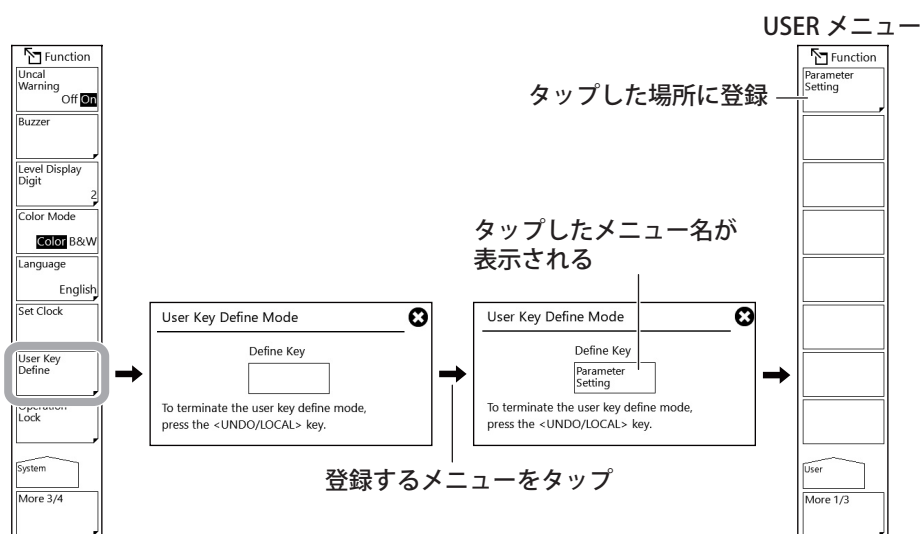 USER メニュー
Function
Uncal
Warning
Off On
Buzzer
Level Display
Digit
2
Color Mode
Color B&W
Language
English
Set Clock
User Key
Define
Operation
Lock
System
More 3/4
User Key Define Mode
Define Key
To terminate the user key define mode,
press the <UNDO/LOCAL> key.
登録するメニューをタップ
タップしたメニュー名が
表示される
User Key Define Mode
Define Key
Parameter
Setting
To terminate the user key define mode,
press the <UNDO/LOCAL> key.
タップした場所に登録
Function
Parameter
Setting
User
More 1/3